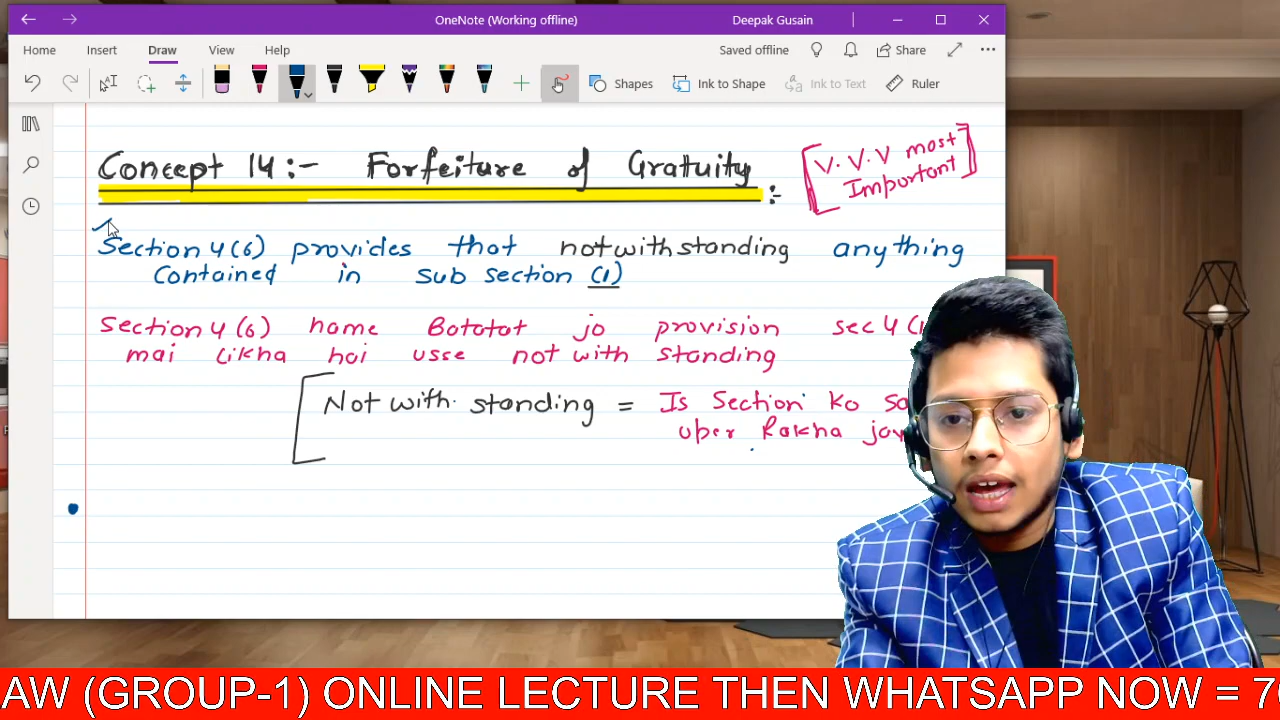 OneNote (Working offline)
Deepak Gusain
Home Insert Draw View Help
Saved offline
Share
Shapes
Ink to Shape
Ink to Text
Ruler
Concept 14:- Forfeiture of Gratuity :
[V.V.V most
Important]
Section 4(6) provides that notwithstanding anything
Contained in sub section (1)
Section 4(6) hame Batatat jo provision sec 4(1
mai likha hai usse not with standing
[Not with standing = Is Section ko
uper Rakha
AW (GROUP-1) ONLINE LECTURE THEN WHATSAPP NOW =